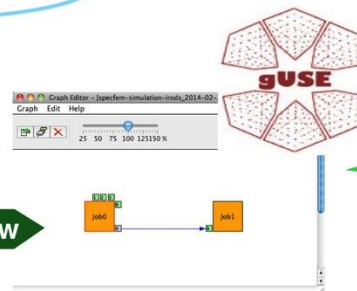 gUSE
Graph Editor – [specfem-simulation-irods_2014-02-
Graph Edit Help
25 50 75 100 125150 %
Job0
Job1
W